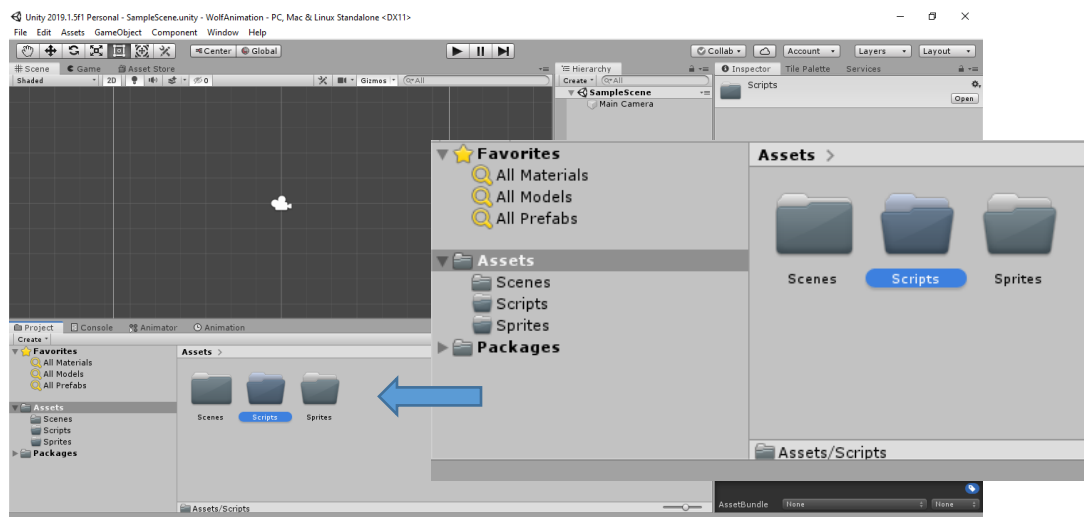 Unity 2019.1.5f1 Personal - SampleScene.unity - WolfAnimation - PC, Mac & Linux Standalone <DX11>
File Edit Assets GameObject Component Window Help
Center Global Collab Account Layers Layout
Scene Game Asset Store Hierarchy Inspector Tile Palette Services
Shaded 2D 0 Gizmos All Create All
SampleScene
Main Camera
Scripts
Open
Favorites
All Materials
All Models
All Prefabs
Assets
Scenes
Scripts
Sprites
Packages
Assets >
Scenes Scripts Sprites
Assets/Scripts
Project Console Animator Animation
Create
Favorites
All Materials
All Models
All Prefabs
Assets
Scenes
Scripts
Sprites
Packages
Assets >
Scenes Scripts Sprites
Assets/Scripts
AssetBundle None None